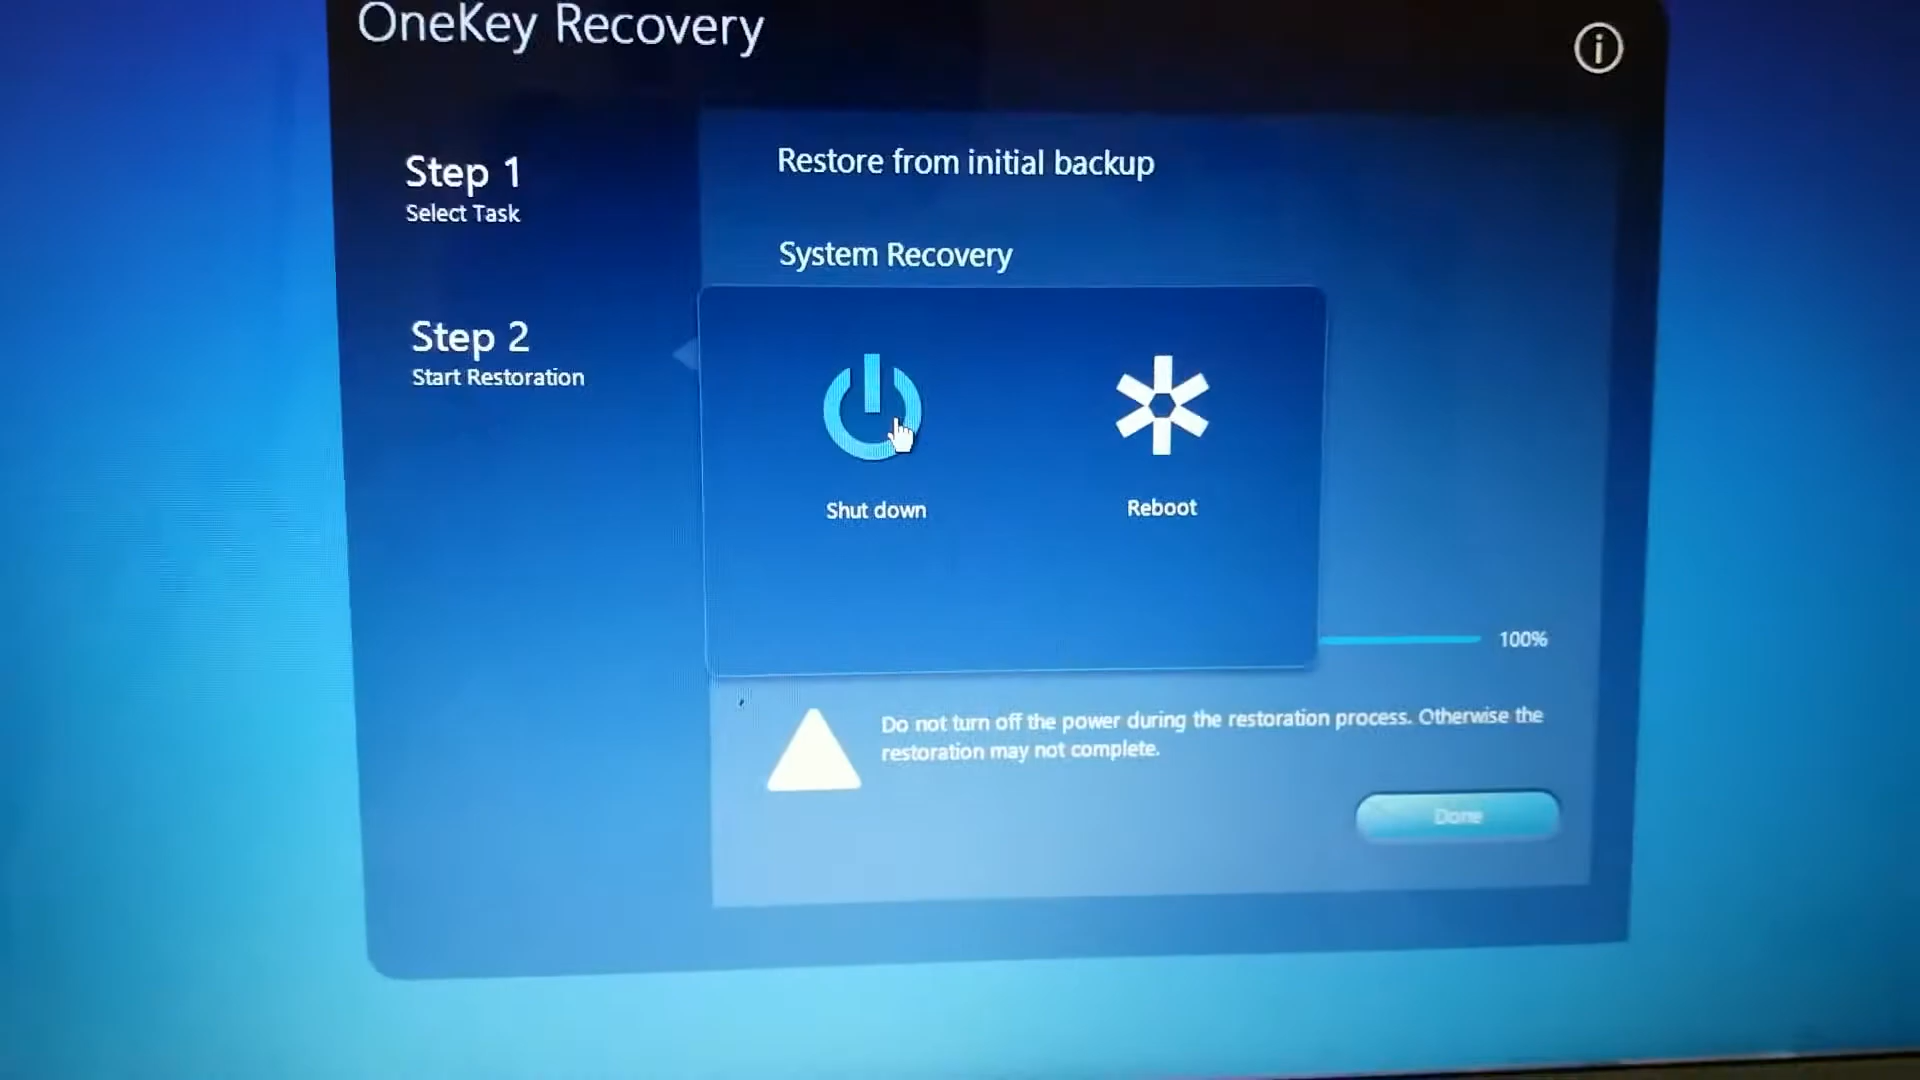 OneKey Recovery
Step 1
Select Task
Step 2
Start Restoration
Restore from initial backup
System Recovery
Shut down
Reboot
100%
Do not turn off the power during the restoration process. Otherwise the
restoration may not complete.
Done